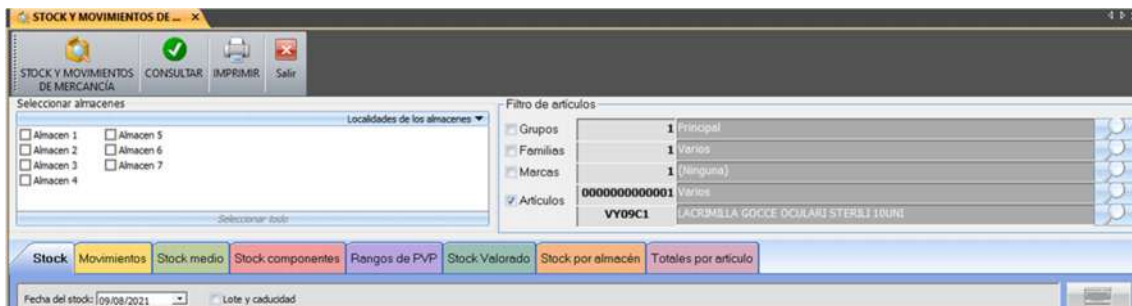 STOCK Y MOVIMIENTOS DE ... ×
STOCK Y MOVIMIENTOS DE MERCANCÍA
CONSULTAR
IMPRIMIR
Salir
Seleccionar almacenes
Localidades de los almacenes
Almacen 1
Almacen 5
Almacen 2
Almacen 6
Almacen 3
Almacen 7
Almacen 4
Seleccionar todo
Filtro de artículos
Grupos 1 Principal
Familias 1 Varios
Marcas 1 (Ninguna)
Artículos 0000000000001 Varios
VY09C1 LACRIMILLA GOCCE OCULARI STERILI 10UNI
Stock Movimientos Stock medio Stock componentes Rangos de PVP Stock Valorado Stock por almacén Totales por artículo
Fecha del stock: 09/08/2021 Lote y caducidad